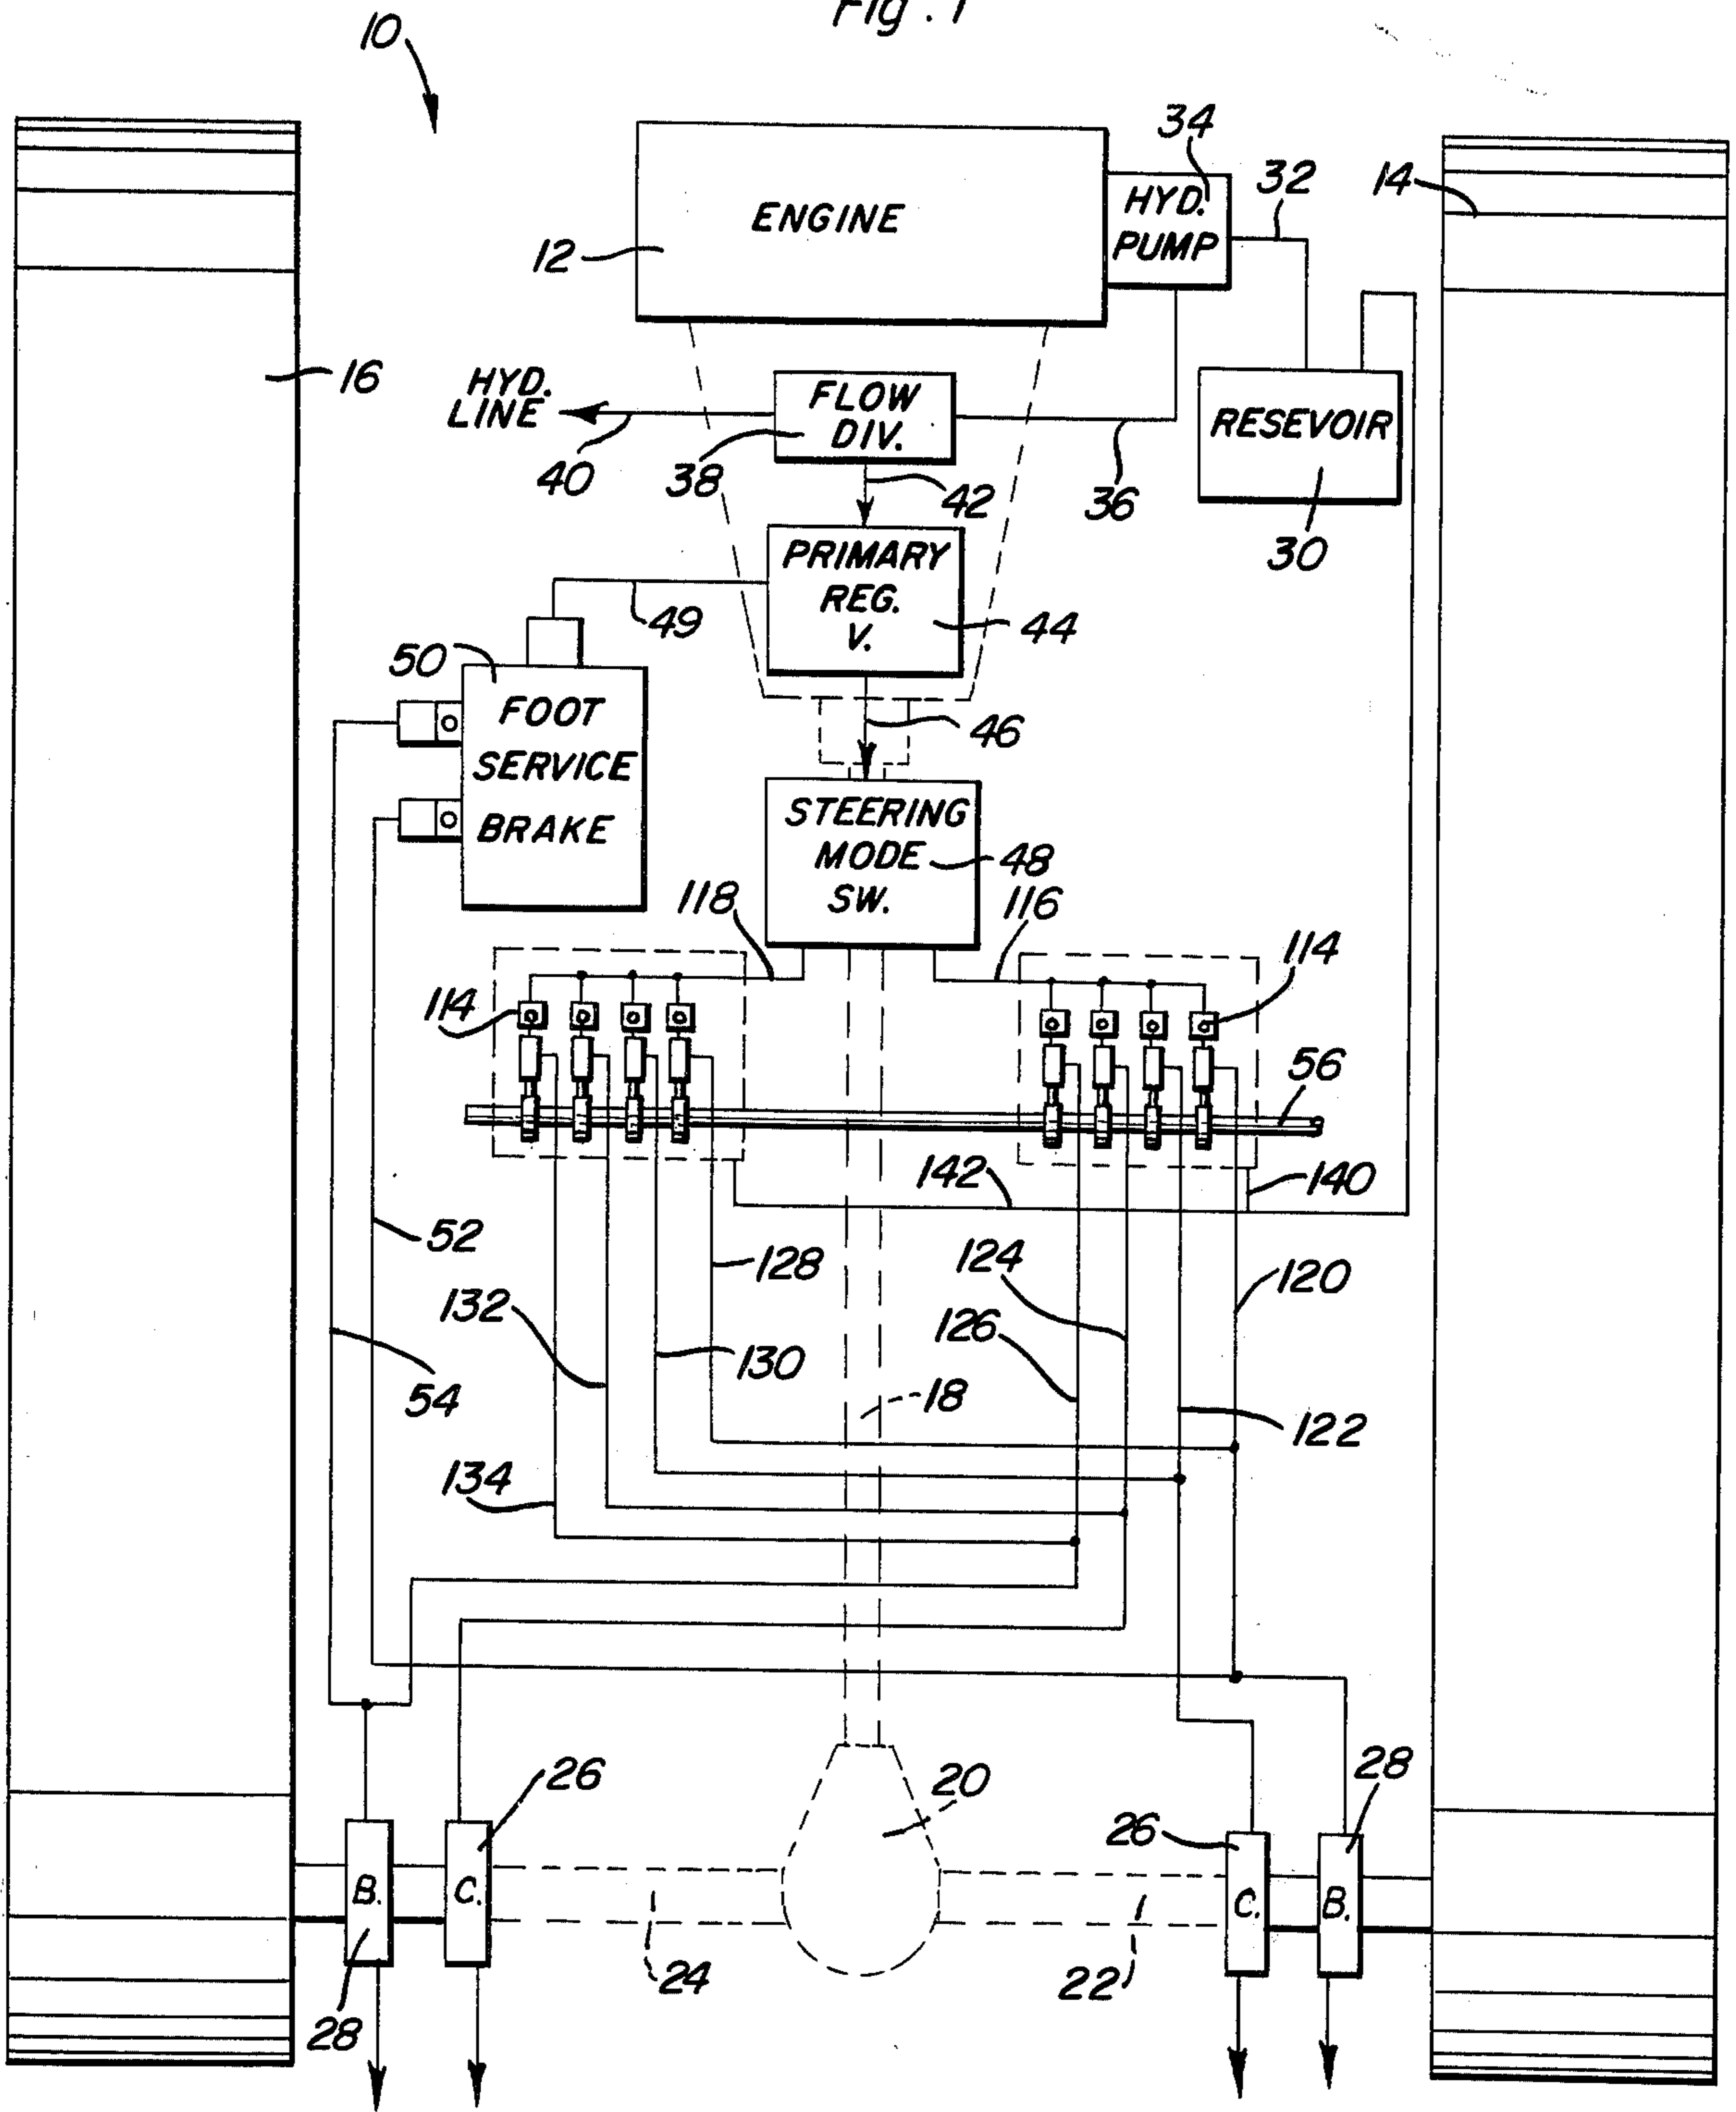 Fig. 1
10
34
ENGINE
HYD.
PUMP
32
14
12
16
HYD.
LINE
FLOW
DIV.
RESEVOIR
40
38
42
36
30
PRIMARY
REG.
V.
49
44
50
FOOT
SERVICE
BRAKE
46
STEERING
MODE
SW.
48
118
116
114
114
56
142
140
52
128
124
120
132
126
130
54
18
122
134
26
20
28
26
B.
C.
C.
B.
24
22
28